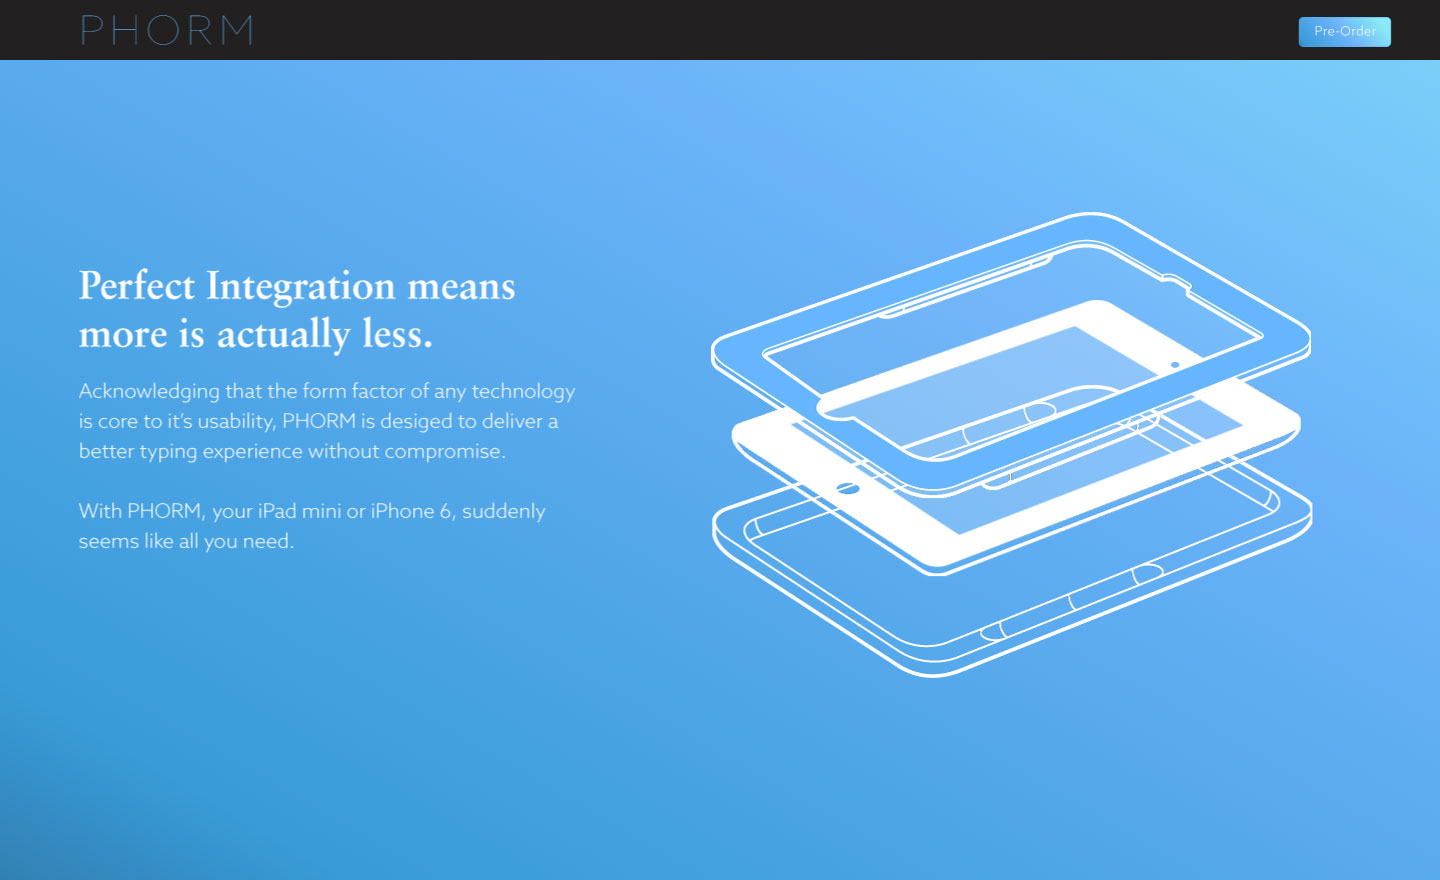 PHORM
Pre-Order
Perfect Integration means
more is actually less.
Acknowledging that the form factor of any technology
is core to it’s usability, PHORM is desiged to deliver a
better typing experience without compromise.
With PHORM, your iPad mini or iPhone 6, suddenly
seems like all you need.